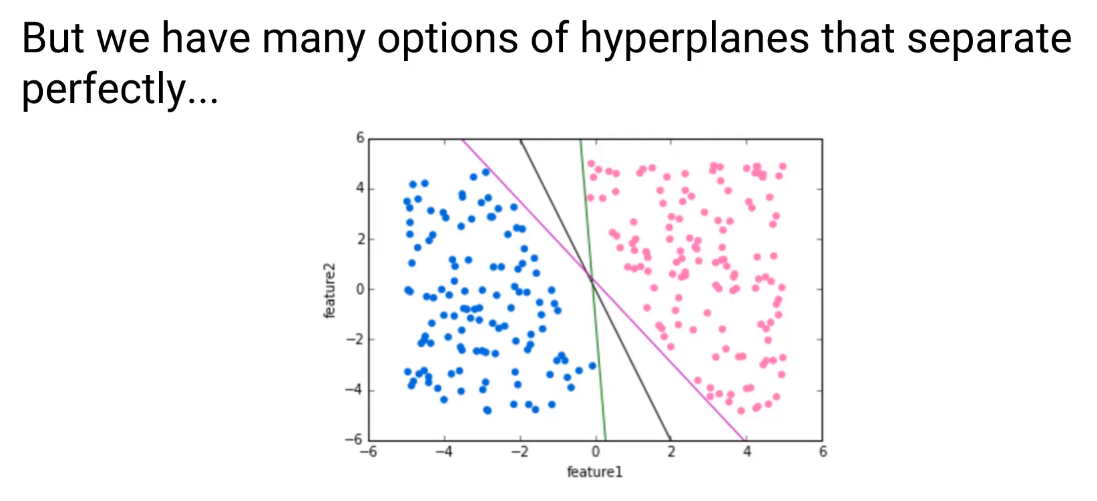 But we have many options of hyperplanes that separate
perfectly...
6
4
2
0
−2
−4
−6
feature2
−6 −4 −2 0 2 4 6
feature1